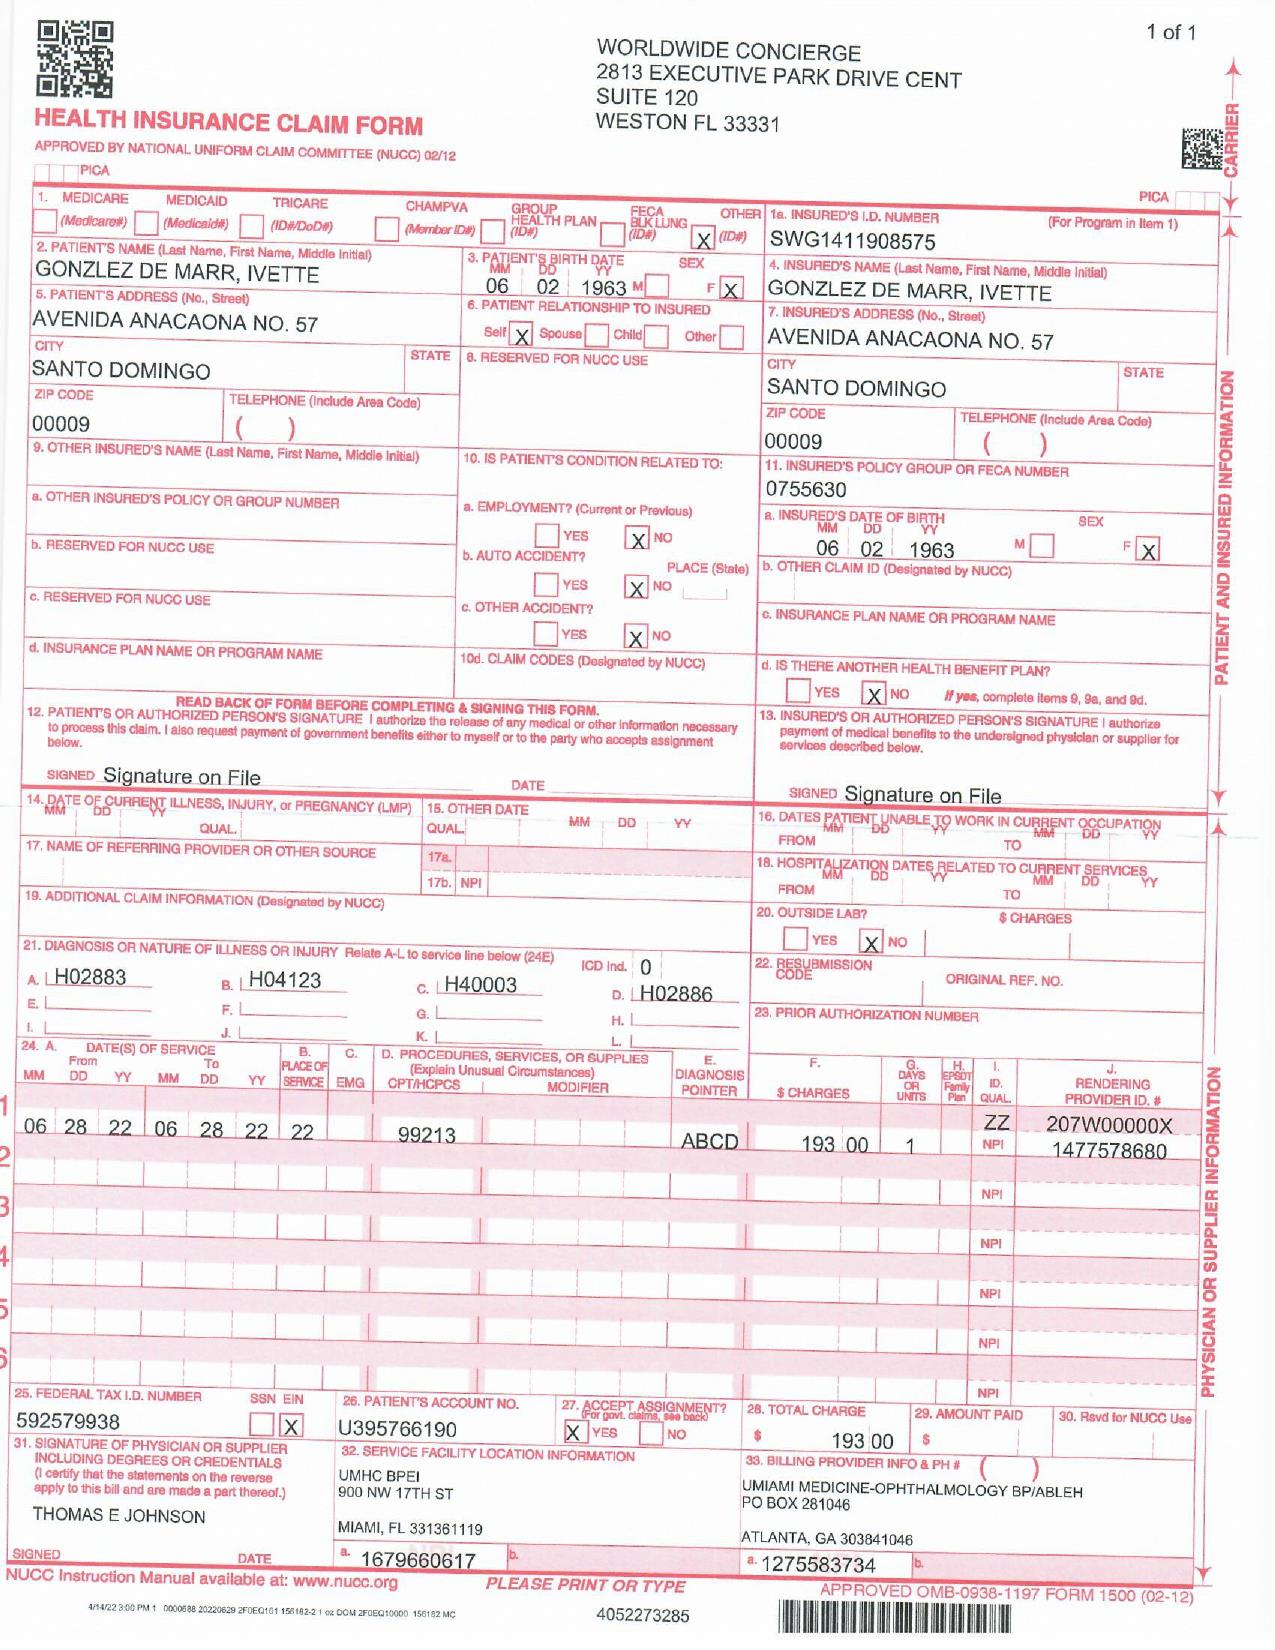 1 of 1
WORLDWIDE CONCIERGE
2813 EXECUTIVE PARK DRIVE CENT
SUITE 120
WESTON FL 33331
HEALTH INSURANCE CLAIM FORM
APPROVED BY NATIONAL UNIFORM CLAIM COMMITTEE (NUCC) 02/12
PICA
PICA
CARRIER
1. MEDICARE MEDICAID TRICARE CHAMPVA GROUP HEALTH PLAN FECA BLK LUNG OTHER
(Medicare#) (Medicaid#) (ID#/DoD#) (Member ID#) (ID#) (ID#) X (ID#)
1a. INSURED'S I.D. NUMBER (For Program in Item 1)
SWG1411908575
2. PATIENT'S NAME (Last Name, First Name, Middle Initial)
GONZLEZ DE MARR, IVETTE
3. PATIENT'S BIRTH DATE SEX
MM DD YY
06 02 1963 M F X
4. INSURED'S NAME (Last Name, First Name, Middle Initial)
GONZLEZ DE MARR, IVETTE
5. PATIENT'S ADDRESS (No., Street)
AVENIDA ANACAONA NO. 57
6. PATIENT RELATIONSHIP TO INSURED
Self X Spouse Child Other
7. INSURED'S ADDRESS (No., Street)
AVENIDA ANACAONA NO. 57
CITY STATE
SANTO DOMINGO
8. RESERVED FOR NUCC USE
CITY STATE
SANTO DOMINGO
ZIP CODE TELEPHONE (Include Area Code)
00009 ( )
ZIP CODE TELEPHONE (Include Area Code)
00009 ( )
9. OTHER INSURED'S NAME (Last Name, First Name, Middle Initial)
10. IS PATIENT'S CONDITION RELATED TO:
11. INSURED'S POLICY GROUP OR FECA NUMBER
0755630
a. OTHER INSURED'S POLICY OR GROUP NUMBER
a. EMPLOYMENT? (Current or Previous)
YES X NO
a. INSURED'S DATE OF BIRTH SEX
MM DD YY
06 02 1963 M F X
b. RESERVED FOR NUCC USE
b. AUTO ACCIDENT? PLACE (State)
YES X NO
b. OTHER CLAIM ID (Designated by NUCC)
c. RESERVED FOR NUCC USE
c. OTHER ACCIDENT?
YES X NO
c. INSURANCE PLAN NAME OR PROGRAM NAME
d. INSURANCE PLAN NAME OR PROGRAM NAME
10d. CLAIM CODES (Designated by NUCC)
d. IS THERE ANOTHER HEALTH BENEFIT PLAN?
YES X NO If yes, complete items 9, 9a, and 9d.
PATIENT AND INSURED INFORMATION
READ BACK OF FORM BEFORE COMPLETING & SIGNING THIS FORM.
12. PATIENT'S OR AUTHORIZED PERSON'S SIGNATURE I authorize the release of any medical or other information necessary
to process this claim. I also request payment of government benefits either to myself or to the party who accepts assignment
below.
SIGNED Signature on File DATE
13. INSURED'S OR AUTHORIZED PERSON'S SIGNATURE I authorize
payment of medical benefits to the undersigned physician or supplier for
services described below.
SIGNED Signature on File
14. DATE OF CURRENT ILLNESS, INJURY, or PREGNANCY (LMP)
MM DD YY
QUAL.
15. OTHER DATE
QUAL. MM DD YY
16. DATES PATIENT UNABLE TO WORK IN CURRENT OCCUPATION
MM DD YY MM DD YY
FROM TO
17. NAME OF REFERRING PROVIDER OR OTHER SOURCE
17a.
17b. NPI
18. HOSPITALIZATION DATES RELATED TO CURRENT SERVICES
MM DD YY MM DD YY
FROM TO
19. ADDITIONAL CLAIM INFORMATION (Designated by NUCC)
20. OUTSIDE LAB? $ CHARGES
YES X NO
21. DIAGNOSIS OR NATURE OF ILLNESS OR INJURY Relate A-L to service line below (24E) ICD Ind. 0
A. H02883 B. H04123 C. H40003 D. H02886
E. F. G. H.
I. J. K. L.
22. RESUBMISSION CODE ORIGINAL REF. NO.
23. PRIOR AUTHORIZATION NUMBER
24. A. DATE(S) OF SERVICE B. C. D. PROCEDURES, SERVICES, OR SUPPLIES E. F. G. H. I. J.
From To PLACE OF (Explain Unusual Circumstances) DIAGNOSIS DAYS OR UNITS EPSDT Family Plan ID. RENDERING
MM DD YY MM DD YY SERVICE EMG CPT/HCPCS MODIFIER POINTER $ CHARGES QUAL. PROVIDER ID. #
1 ZZ 207W00000X
06 28 22 06 28 22 22 99213 ABCD 193 00 1 NPI 1477578680
2 NPI
3 NPI
4 NPI
5 NPI
6 NPI
PHYSICIAN OR SUPPLIER INFORMATION
25. FEDERAL TAX I.D. NUMBER SSN EIN
592579938 X
26. PATIENT'S ACCOUNT NO.
U395766190
27. ACCEPT ASSIGNMENT?
(For govt. claims, see back)
X YES NO
28. TOTAL CHARGE
$ 193 00
29. AMOUNT PAID
$
30. Rsvd for NUCC Use
31. SIGNATURE OF PHYSICIAN OR SUPPLIER
INCLUDING DEGREES OR CREDENTIALS
(I certify that the statements on the reverse
apply to this bill and are made a part thereof.)
THOMAS E JOHNSON
SIGNED DATE
32. SERVICE FACILITY LOCATION INFORMATION
UMHC BPEI
900 NW 17TH ST
MIAMI, FL 331361119
a. 1679660617 b.
33. BILLING PROVIDER INFO & PH # ( )
UMIAMI MEDICINE-OPHTHALMOLOGY BP/ABLEH
PO BOX 281046
ATLANTA, GA 303841046
a. 1275583734 b.
NUCC Instruction Manual available at: www.nucc.org
PLEASE PRINT OR TYPE
APPROVED OMB-0938-1197 FORM 1500 (02-12)
4/14/22 3:00 PM 1 0000688 20220629 2F0EQ101 156182-2 1 oz DOM 2F0EQ10000 156182 MC
4052273285